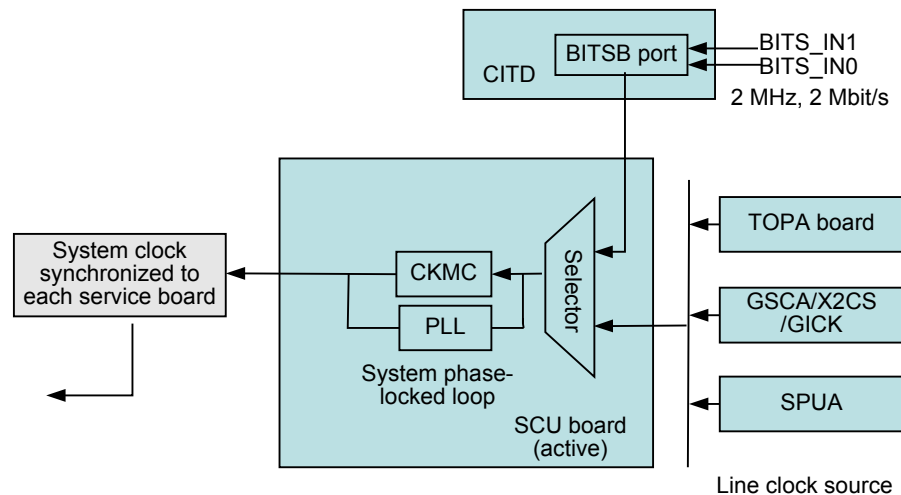 BITSB port
CITD
BITS_IN1
BITS_IN0
2 MHz, 2 Mbit/s
System clock
synchronized to
each service board
CKMC
PLL
System phase-
locked loop
Selector
SCU board
(active)
TOPA board
GSCA/X2CS
/GICK
SPUA
Line clock source